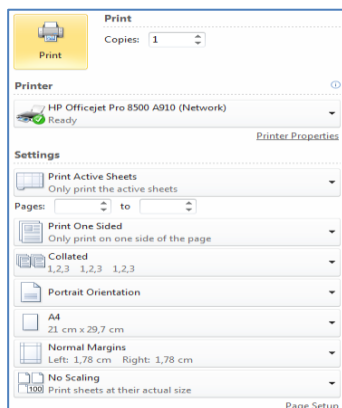 Print
Print
Copies: 1
Printer
HP Officejet Pro 8500 A910 (Network)
Ready
Printer Properties
Settings
Print Active Sheets
Only print the active sheets
Pages: to
Print One Sided
Only print on one side of the page
Collated
1,2,3 1,2,3 1,2,3
Portrait Orientation
A4
21 cm x 29,7 cm
Normal Margins
Left: 1,78 cm Right: 1,78 cm
No Scaling
100 Print sheets at their actual size
Page Setup